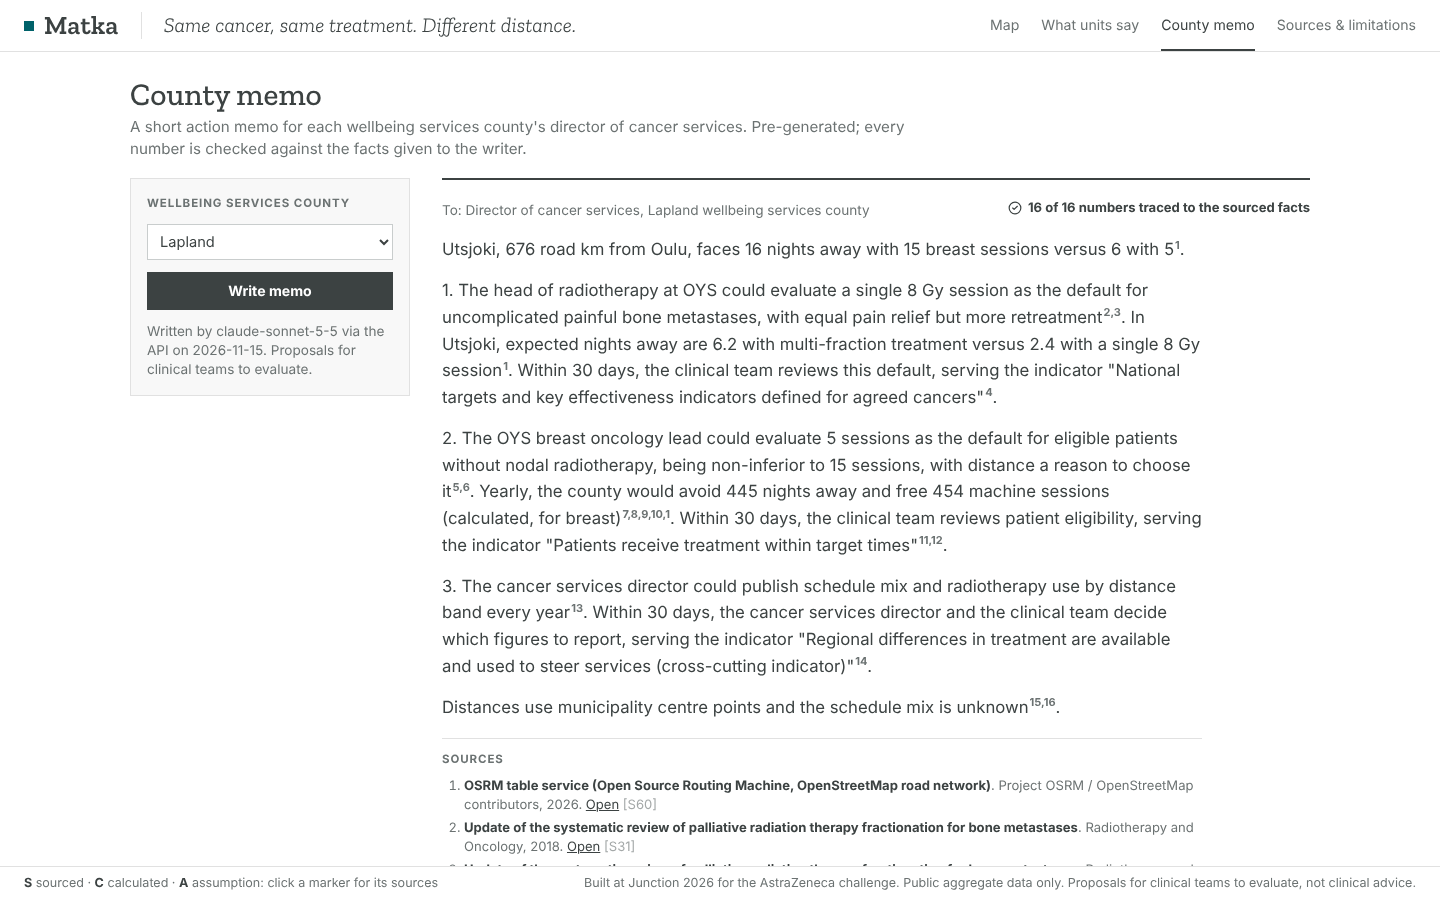 Matka
Same cancer, same treatment. Different distance.
Map
What units say
County memo
Sources & limitations
County memo
A short action memo for each wellbeing services county's director of cancer services. Pre-generated; every
number is checked against the facts given to the writer.
WELLBEING SERVICES COUNTY
Lapland
Write memo
Written by claude-sonnet-5-5 via the
API on 2026-11-15. Proposals for
clinical teams to evaluate.
To: Director of cancer services, Lapland wellbeing services county
16 of 16 numbers traced to the sourced facts
Utsjoki, 676 road km from Oulu, faces 16 nights away with 15 breast sessions versus 6 with 5¹.
1. The head of radiotherapy at OYS could evaluate a single 8 Gy session as the default for
uncomplicated painful bone metastases, with equal pain relief but more retreatment²,³. In
Utsjoki, expected nights away are 6.2 with multi-fraction treatment versus 2.4 with a single 8 Gy
session¹. Within 30 days, the clinical team reviews this default, serving the indicator "National
targets and key effectiveness indicators defined for agreed cancers"⁴.
2. The OYS breast oncology lead could evaluate 5 sessions as the default for eligible patients
without nodal radiotherapy, being non-inferior to 15 sessions, with distance a reason to choose
it⁵,⁶. Yearly, the county would avoid 445 nights away and free 454 machine sessions
(calculated, for breast)⁷,⁸,⁹,¹⁰,¹. Within 30 days, the clinical team reviews patient eligibility, serving
the indicator "Patients receive treatment within target times"¹¹,¹².
3. The cancer services director could publish schedule mix and radiotherapy use by distance
band every year¹³. Within 30 days, the cancer services director and the clinical team decide
which figures to report, serving the indicator "Regional differences in treatment are available
and used to steer services (cross-cutting indicator)"¹⁴.
Distances use municipality centre points and the schedule mix is unknown¹⁵,¹⁶.
SOURCES
1. OSRM table service (Open Source Routing Machine, OpenStreetMap road network). Project OSRM / OpenStreetMap
contributors, 2026. Open [S60]
2. Update of the systematic review of palliative radiation therapy fractionation for bone metastases. Radiotherapy and
Oncology, 2018. Open [S31]
S sourced · C calculated · A assumption: click a marker for its sources
Built at Junction 2026 for the AstraZeneca challenge. Public aggregate data only. Proposals for clinical teams to evaluate, not clinical advice.